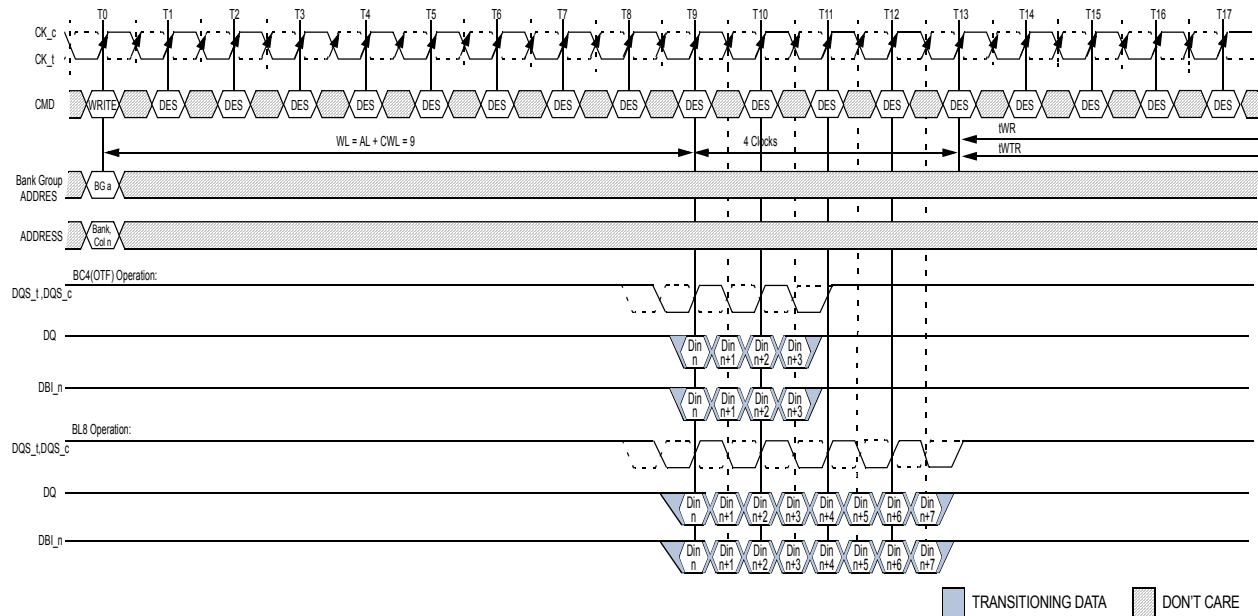 T0 T1 T2 T3 T4 T5 T6 T7 T8 T9 T10 T11 T12 T13 T14 T15 T16 T17
CK_c
CK_t
CMD WRITE DES DES DES DES DES DES DES DES DES DES DES DES DES DES DES DES DES
WL = AL + CWL = 9 4 Clocks tWR
tWTR
Bank Group
ADDRES
BG a
ADDRESS
Bank,
Col n
BC4(OTF) Operation:
DQS_t ,DQS_c
DQ
Din Din Din Din
n n+1 n+2 n+3
DBI_n
Din Din Din Din
n n+1 n+2 n+3
BL8 Operation:
DQS_t,DQS_c
DQ
Din Din Din Din Din Din Din Din
n n+1 n+2 n+3 n+4 n+5 n+6 n+7
DBI_n
Din Din Din Din Din Din Din Din
n n+1 n+2 n+3 n+4 n+5 n+6 n+7
TRANSITIONING DATA DON'T CARE